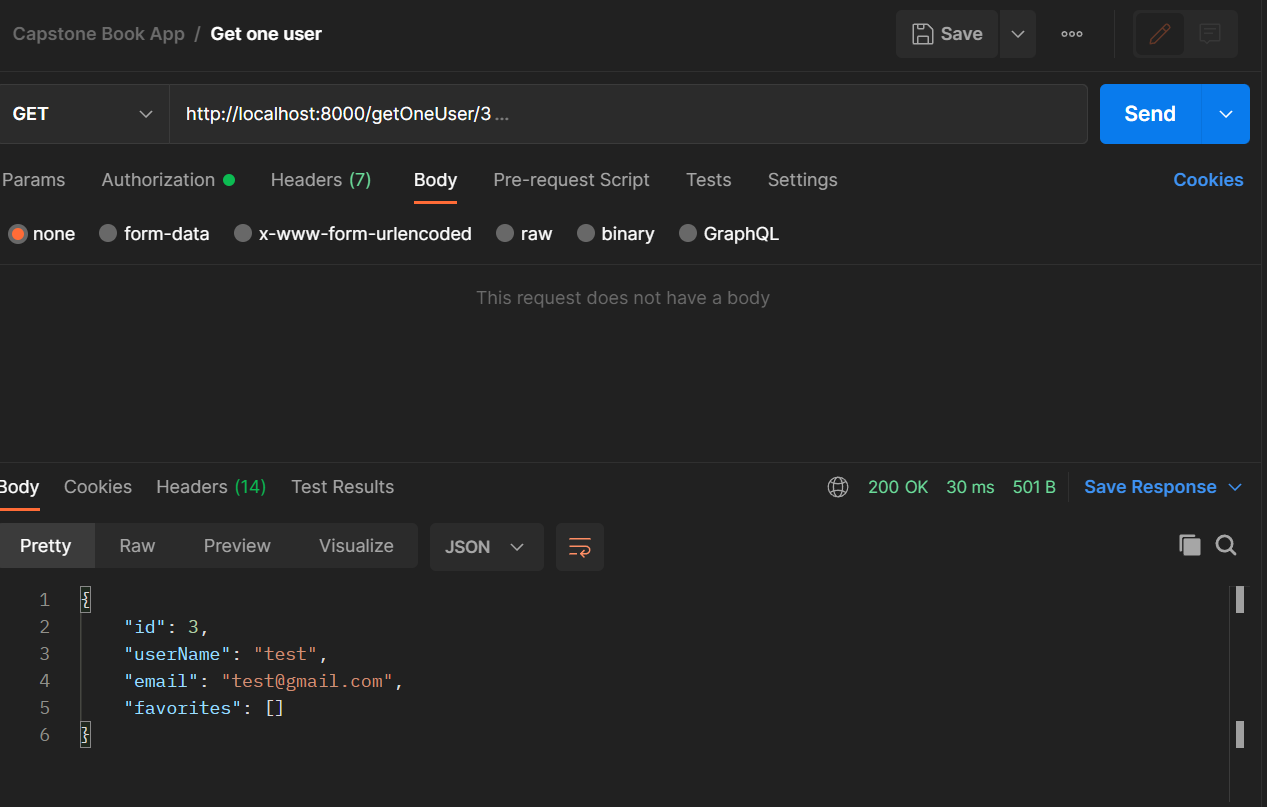 Capstone Book App / Get one user
Save
GET
http://localhost:8000/getOneUser/3 ...
Send
Params Authorization Headers (7) Body Pre-request Script Tests Settings Cookies
none form-data x-www-form-urlencoded raw binary GraphQL
This request does not have a body
Body Cookies Headers (14) Test Results 200 OK 30 ms 501 B Save Response
Pretty Raw Preview Visualize JSON
1 {
2 "id": 3,
3 "userName": "test",
4 "email": "test@gmail.com",
5 "favorites": []
6 }